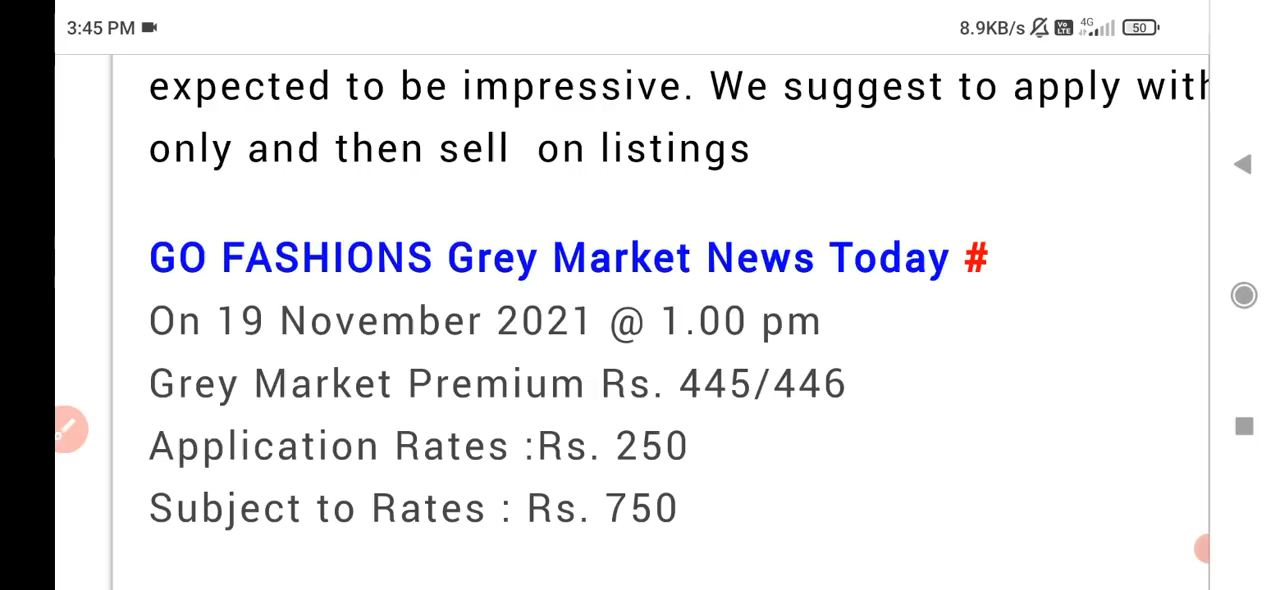 3:45 PM 8.9KB/s Vo LTE 4G 50
expected to be impressive. We suggest to apply with
only and then sell on listings
GO FASHIONS Grey Market News Today #
On 19 November 2021 @ 1.00 pm
Grey Market Premium Rs. 445/446
Application Rates :Rs. 250
Subject to Rates : Rs. 750